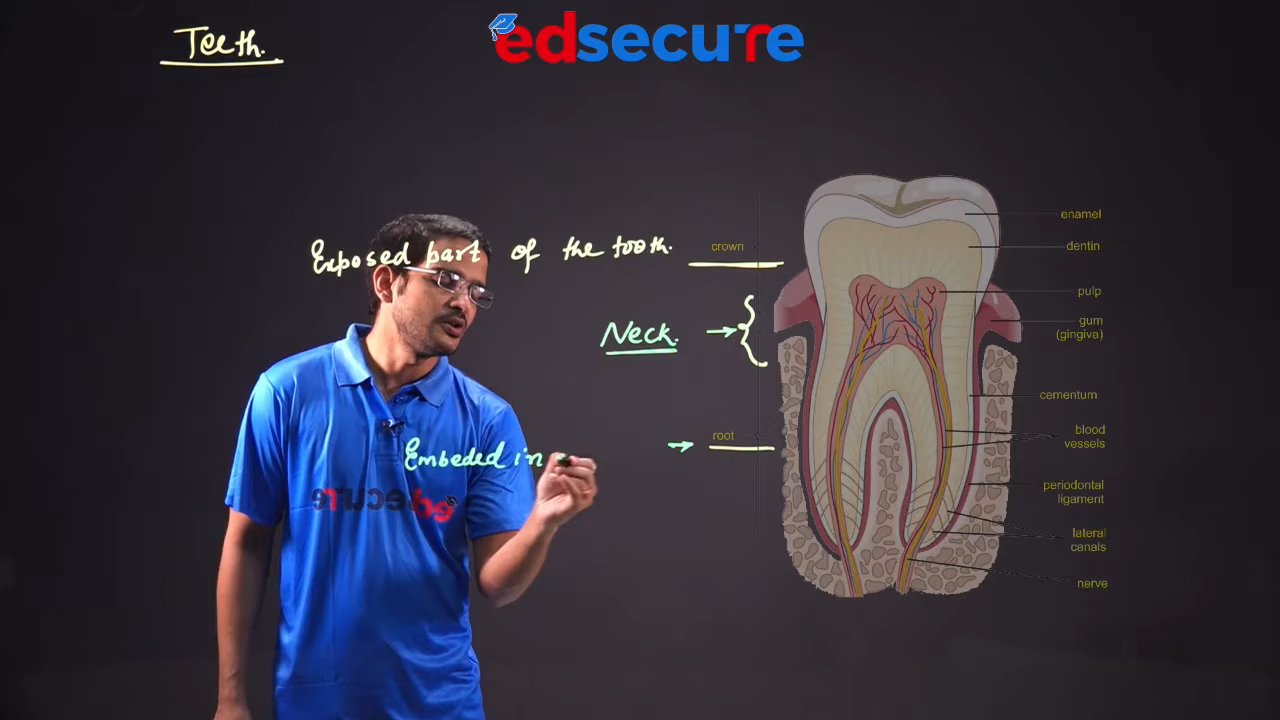 Teeth.
edsecure
Exposed part of the tooth.
crown
Neck.
root
Embeded in
edsecure
enamel
dentin
pulp
gum
(gingiva)
cementum
blood
vessels
periodontal
ligament
lateral
canals
nerve